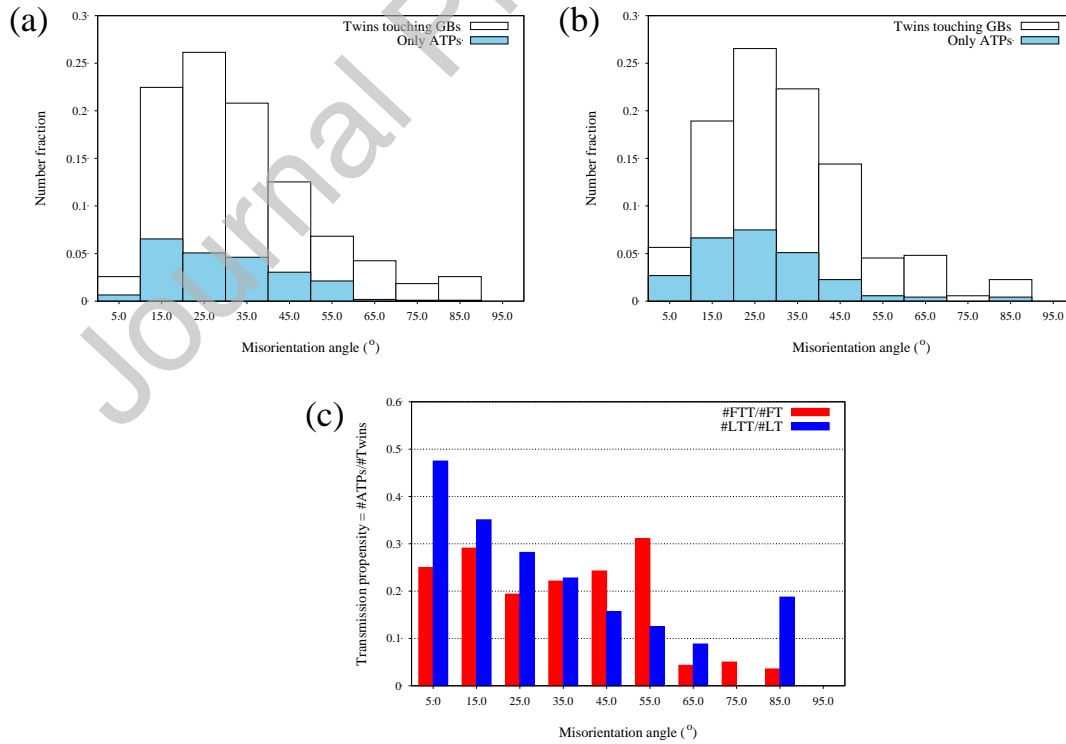 (a)
0.3
0.25
0.2
0.15
0.1
0.05
0
Number fraction
Twins touching GBs
Only ATPs
5.0 15.0 25.0 35.0 45.0 55.0 65.0 75.0 85.0 95.0
Misorientation angle (°)
(b)
0.3
0.25
0.2
0.15
0.1
0.05
0
Number fraction
Twins touching GBs
Only ATPs
5.0 15.0 25.0 35.0 45.0 55.0 65.0 75.0 85.0 95.0
Misorientation angle (°)
(c)
0.6
0.5
0.4
0.3
0.2
0.1
0
Transmission propensity = #ATPs/#Twins
#FTT/#FT
#LTT/#LT
5.0 15.0 25.0 35.0 45.0 55.0 65.0 75.0 85.0 95.0
Misorientation angle (°)
Journal P